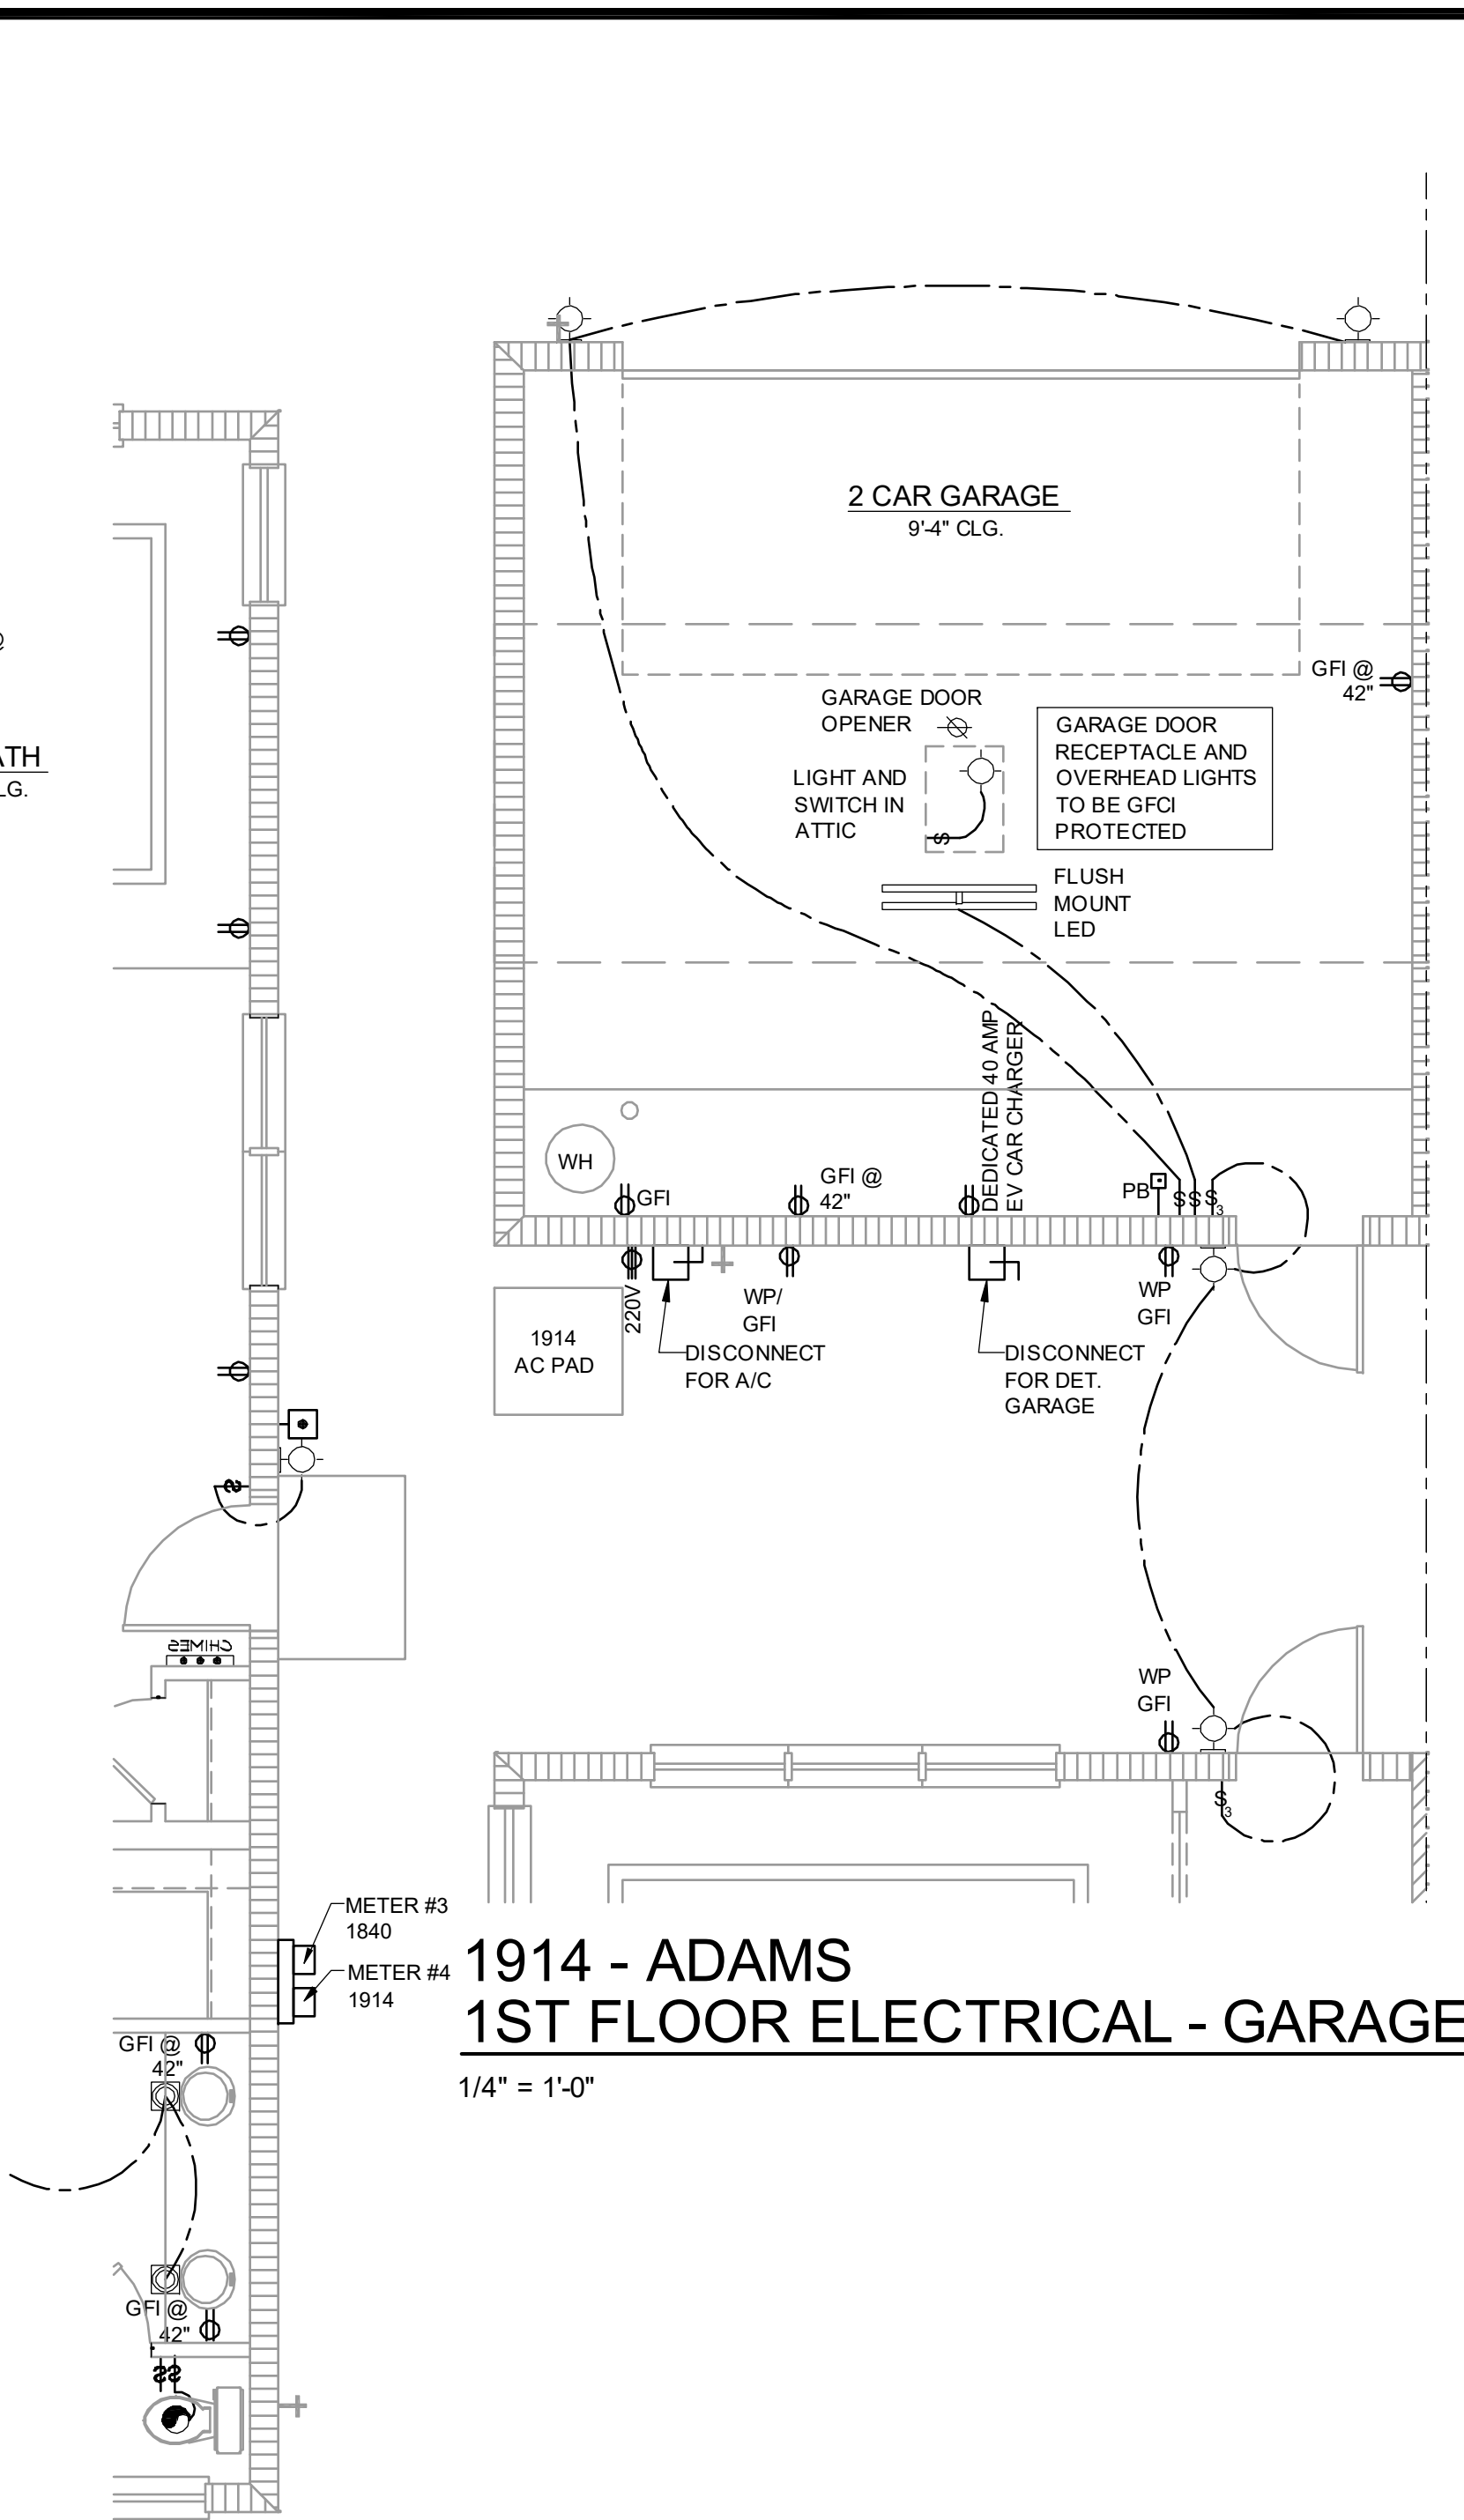 2 CAR GARAGE
9'-4" CLG.
@
GFI @
42"
GARAGE DOOR
OPENER
GARAGE DOOR
RECEPTACLE AND
OVERHEAD LIGHTS
TO BE GFCI
PROTECTED
ATH
LG.
LIGHT AND
SWITCH IN
ATTIC
S
FLUSH
MOUNT
LED
DEDICATED 40 AMP
EV CAR CHARGER
WH
GFI
GFI @
42"
PB
S S S3
220V
WP/
GFI
WP
GFI
1914
AC PAD
DISCONNECT
FOR A/C
DISCONNECT
FOR DET.
GARAGE
S
CHIMES
WP
GFI
S3
METER #3
1840
METER #4
1914
1914 - ADAMS
1ST FLOOR ELECTRICAL - GARAGE
1/4" = 1'-0"
GFI @
42"
GFI @
42"
SS